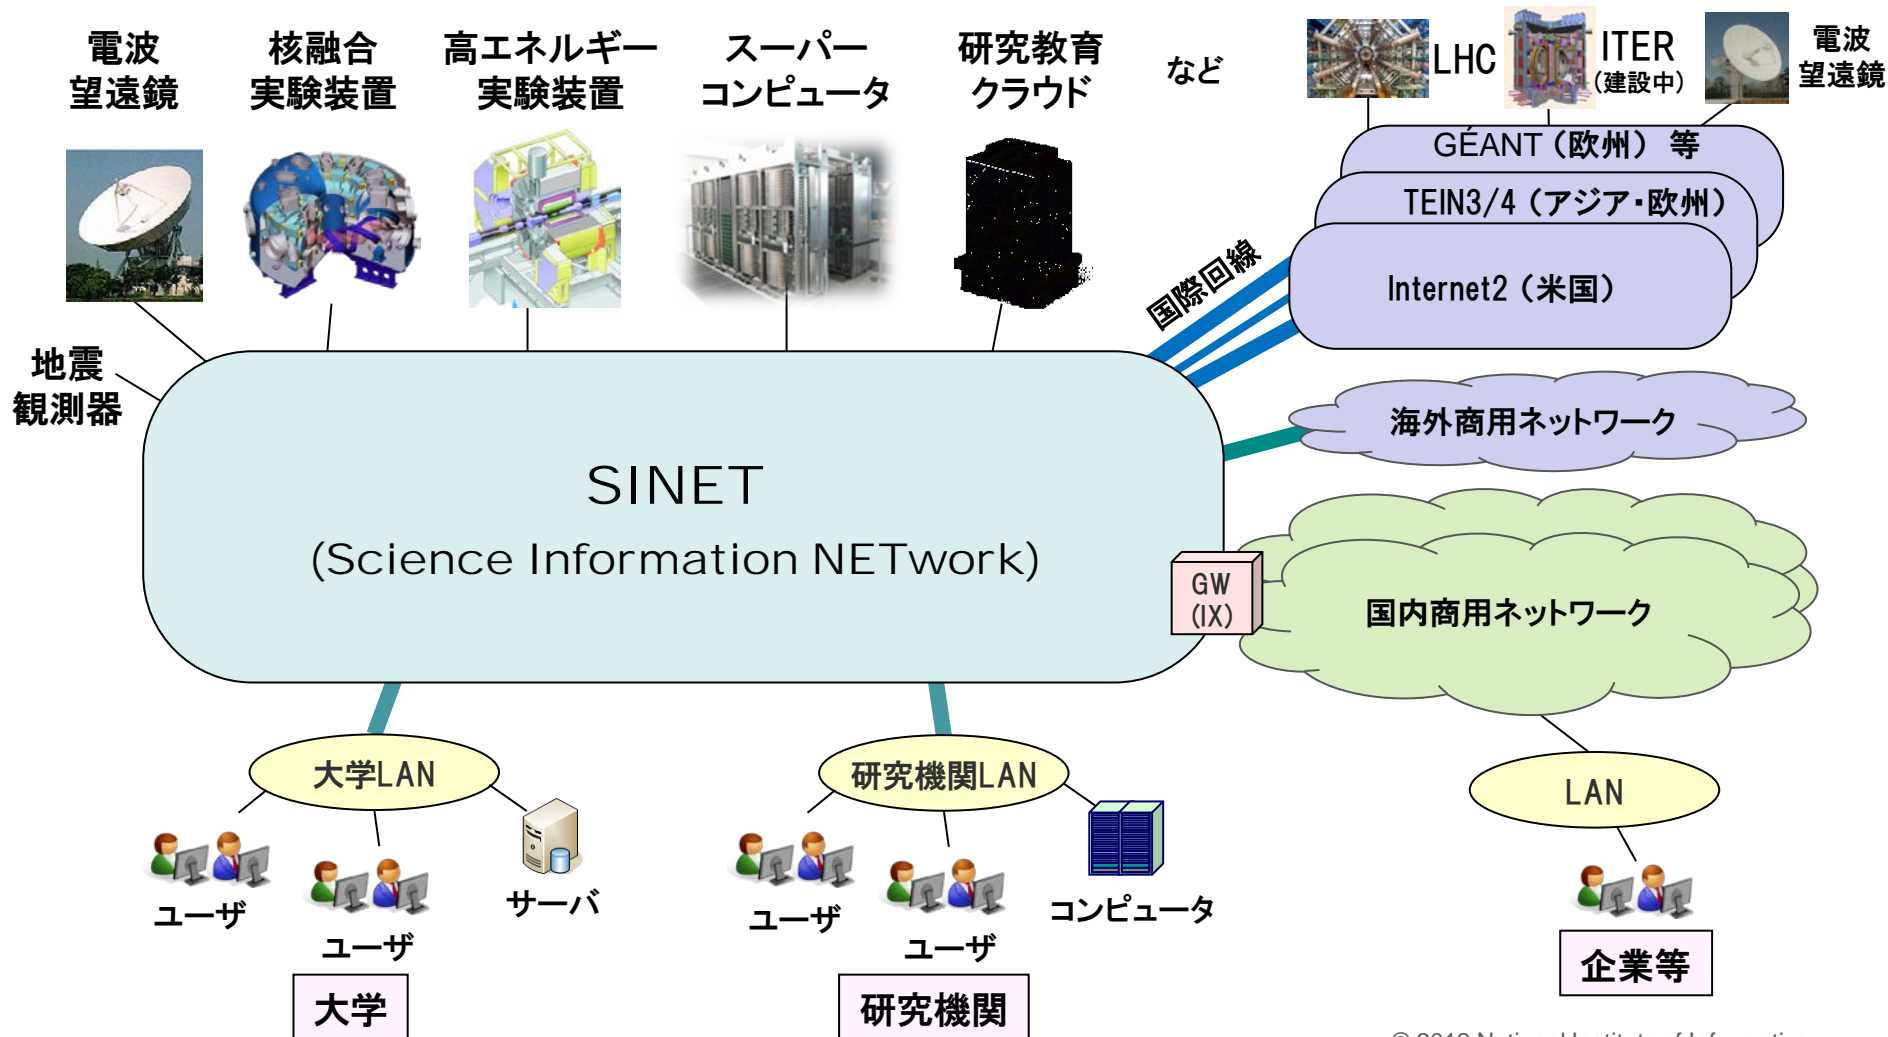 電波
望遠鏡
核融合
実験装置
高エネルギー
実験装置
スーパー
コンピュータ
研究教育
クラウド
など
LHC
ITER
(建設中)
電波
望遠鏡
GÉANT（欧州） 等
TEIN3/4（アジア・欧州）
Internet2（米国）
国際回線
地震
観測器
海外商用ネットワーク
SINET
(Science Information NETwork)
GW
(IX)
国内商用ネットワーク
大学LAN
研究機関LAN
LAN
ユーザ
ユーザ
サーバ
ユーザ
ユーザ
コンピュータ
企業等
大学
研究機関